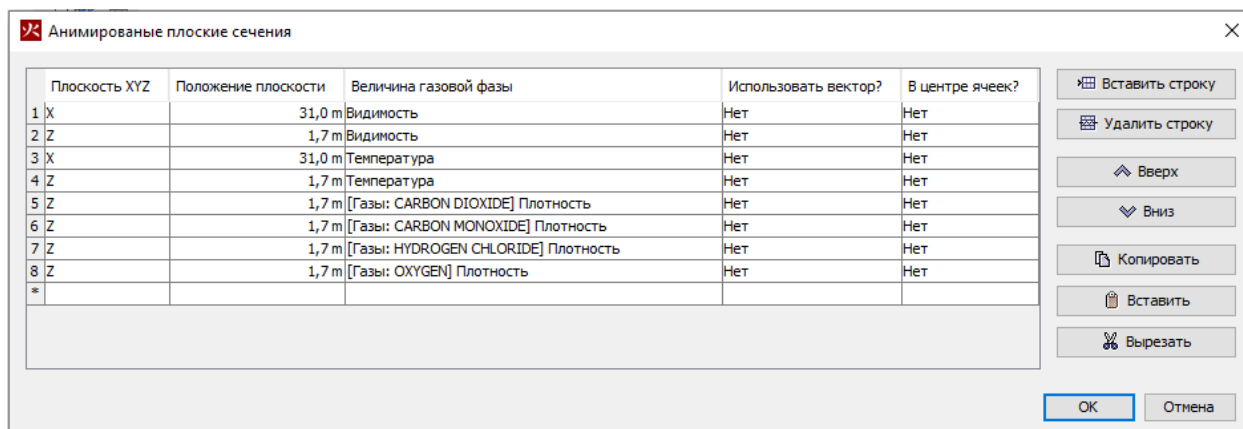 火 Анимированые плоские сечения
Плоскость XYZ Положение плоскости Величина газовой фазы Использовать вектор? В центре ячеек?
1 X 31,0 m Видимость Нет Нет
2 Z 1,7 m Видимость Нет Нет
3 X 31,0 m Температура Нет Нет
4 Z 1,7 m Температура Нет Нет
5 Z 1,7 m [Газы: CARBON DIOXIDE] Плотность Нет Нет
6 Z 1,7 m [Газы: CARBON MONOXIDE] Плотность Нет Нет
7 Z 1,7 m [Газы: HYDROGEN CHLORIDE] Плотность Нет Нет
8 Z 1,7 m [Газы: OXYGEN] Плотность Нет Нет
*
Вставить строку
Удалить строку
Вверх
Вниз
Копировать
Вставить
Вырезать
OK Отмена